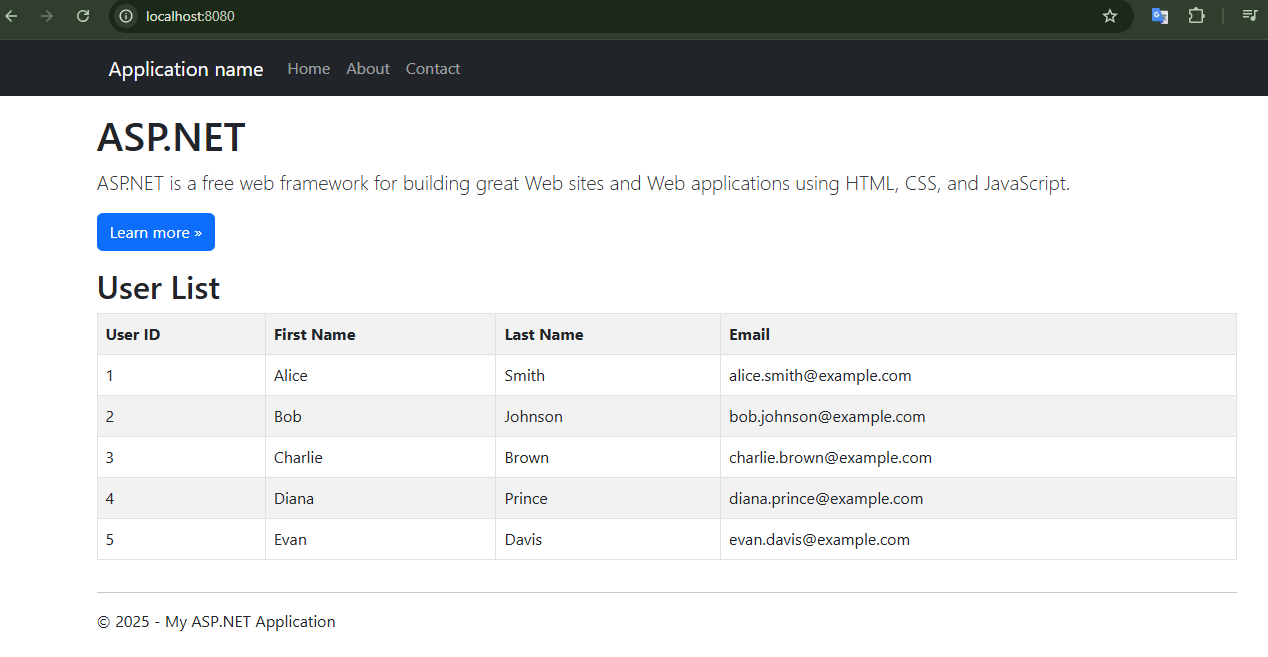 localhost:8080
Application name Home About Contact
ASP.NET
ASP.NET is a free web framework for building great Web sites and Web applications using HTML, CSS, and JavaScript.
Learn more »
User List
User ID First Name Last Name Email
1 Alice Smith alice.smith@example.com
2 Bob Johnson bob.johnson@example.com
3 Charlie Brown charlie.brown@example.com
4 Diana Prince diana.prince@example.com
5 Evan Davis evan.davis@example.com
© 2025 - My ASP.NET Application